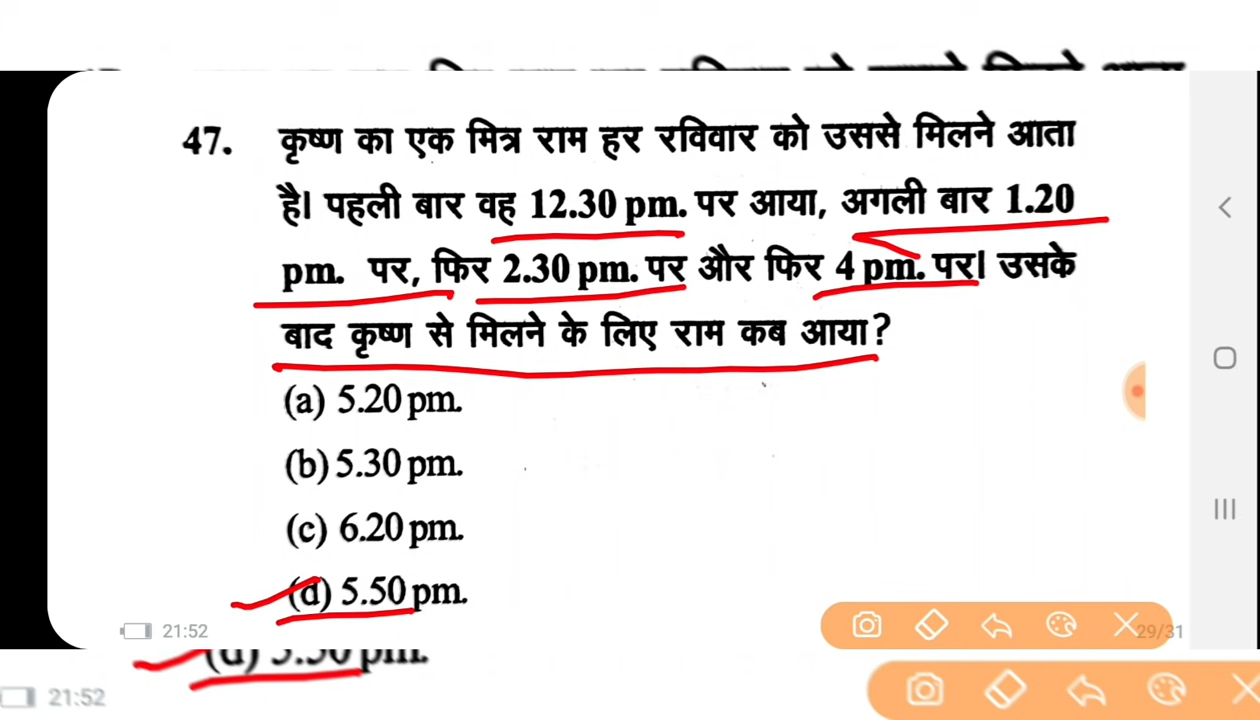 47. कृष्ण का एक मित्र राम हर रविवार को उससे मिलने आता
है। पहली बार वह 12.30 pm. पर आया, अगली बार 1.20
pm. पर, फिर 2.30 pm. पर और फिर 4 pm. पर। उसके
बाद कृष्ण से मिलने के लिए राम कब आया?
(a) 5.20 pm.
(b) 5.30 pm.
(c) 6.20 pm.
(d) 5.50 pm.
21:52
29/31
21:52